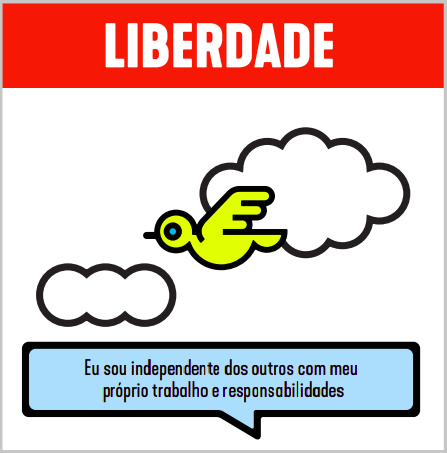 LIBERDADE
Eu sou independente dos outros com meu
próprio trabalho e responsabilidades